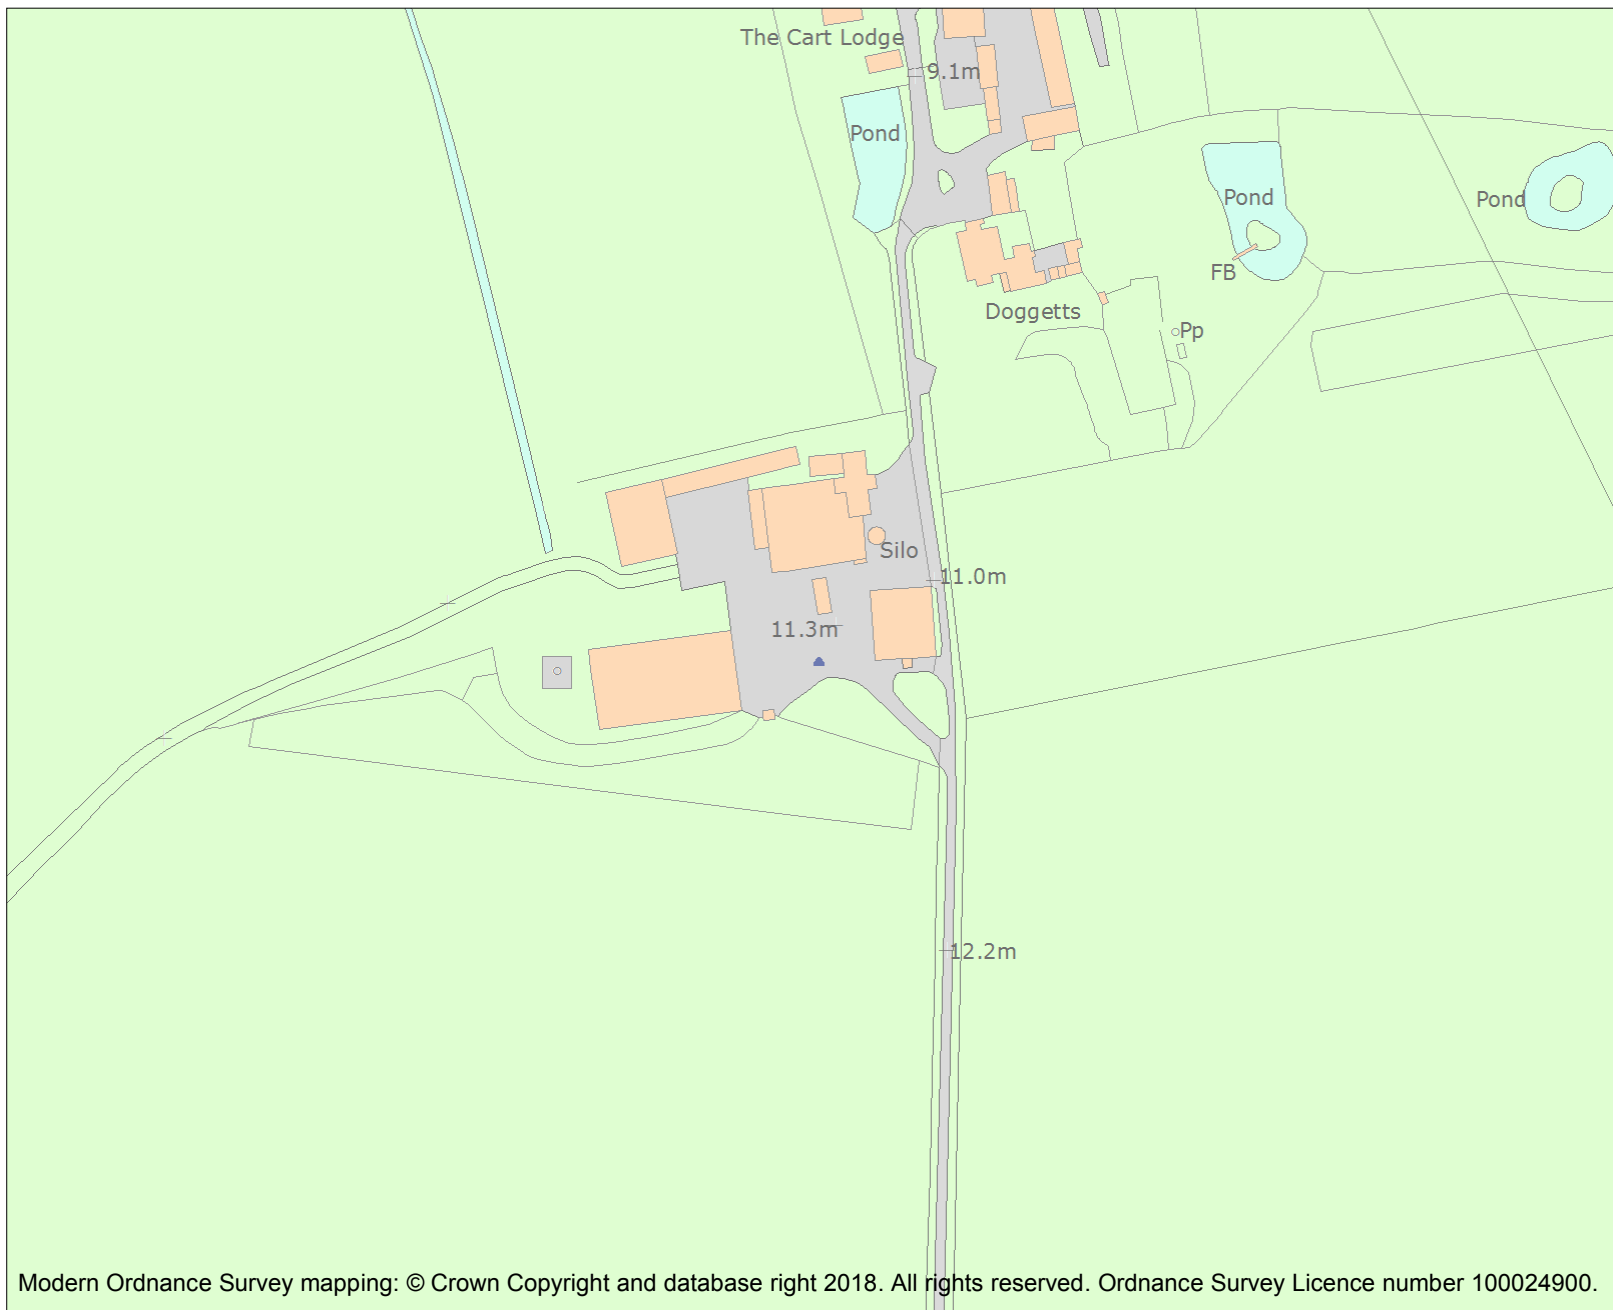 The Cart Lodge
9.1m
Pond
Pond
Pond
FB
Doggetts
Pp
Silo
11.0m
11.3m
12.2m
Modern Ordnance Survey mapping: © Crown Copyright and database right 2018. All rights reserved. Ordnance Survey Licence number 100024900.